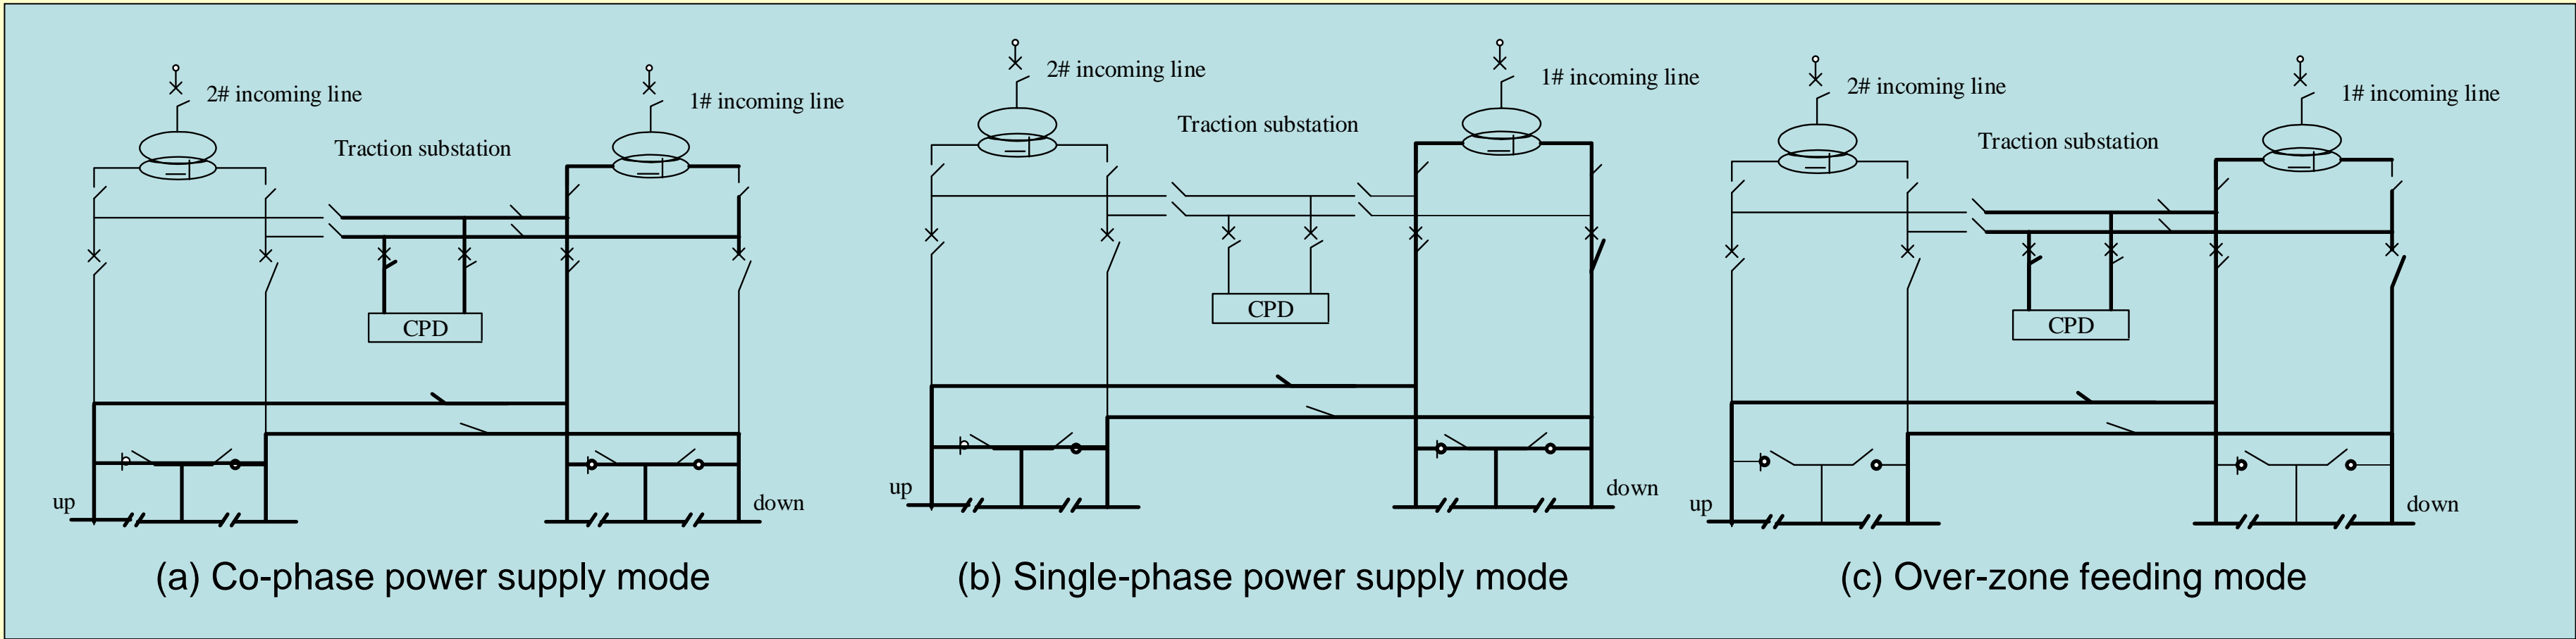 2# incoming line
1# incoming line
Traction substation
CPD
up
down
(a) Co-phase power supply mode
2# incoming line
1# incoming line
Traction substation
CPD
up
down
(b) Single-phase power supply mode
2# incoming line
1# incoming line
Traction substation
CPD
up
down
(c) Over-zone feeding mode